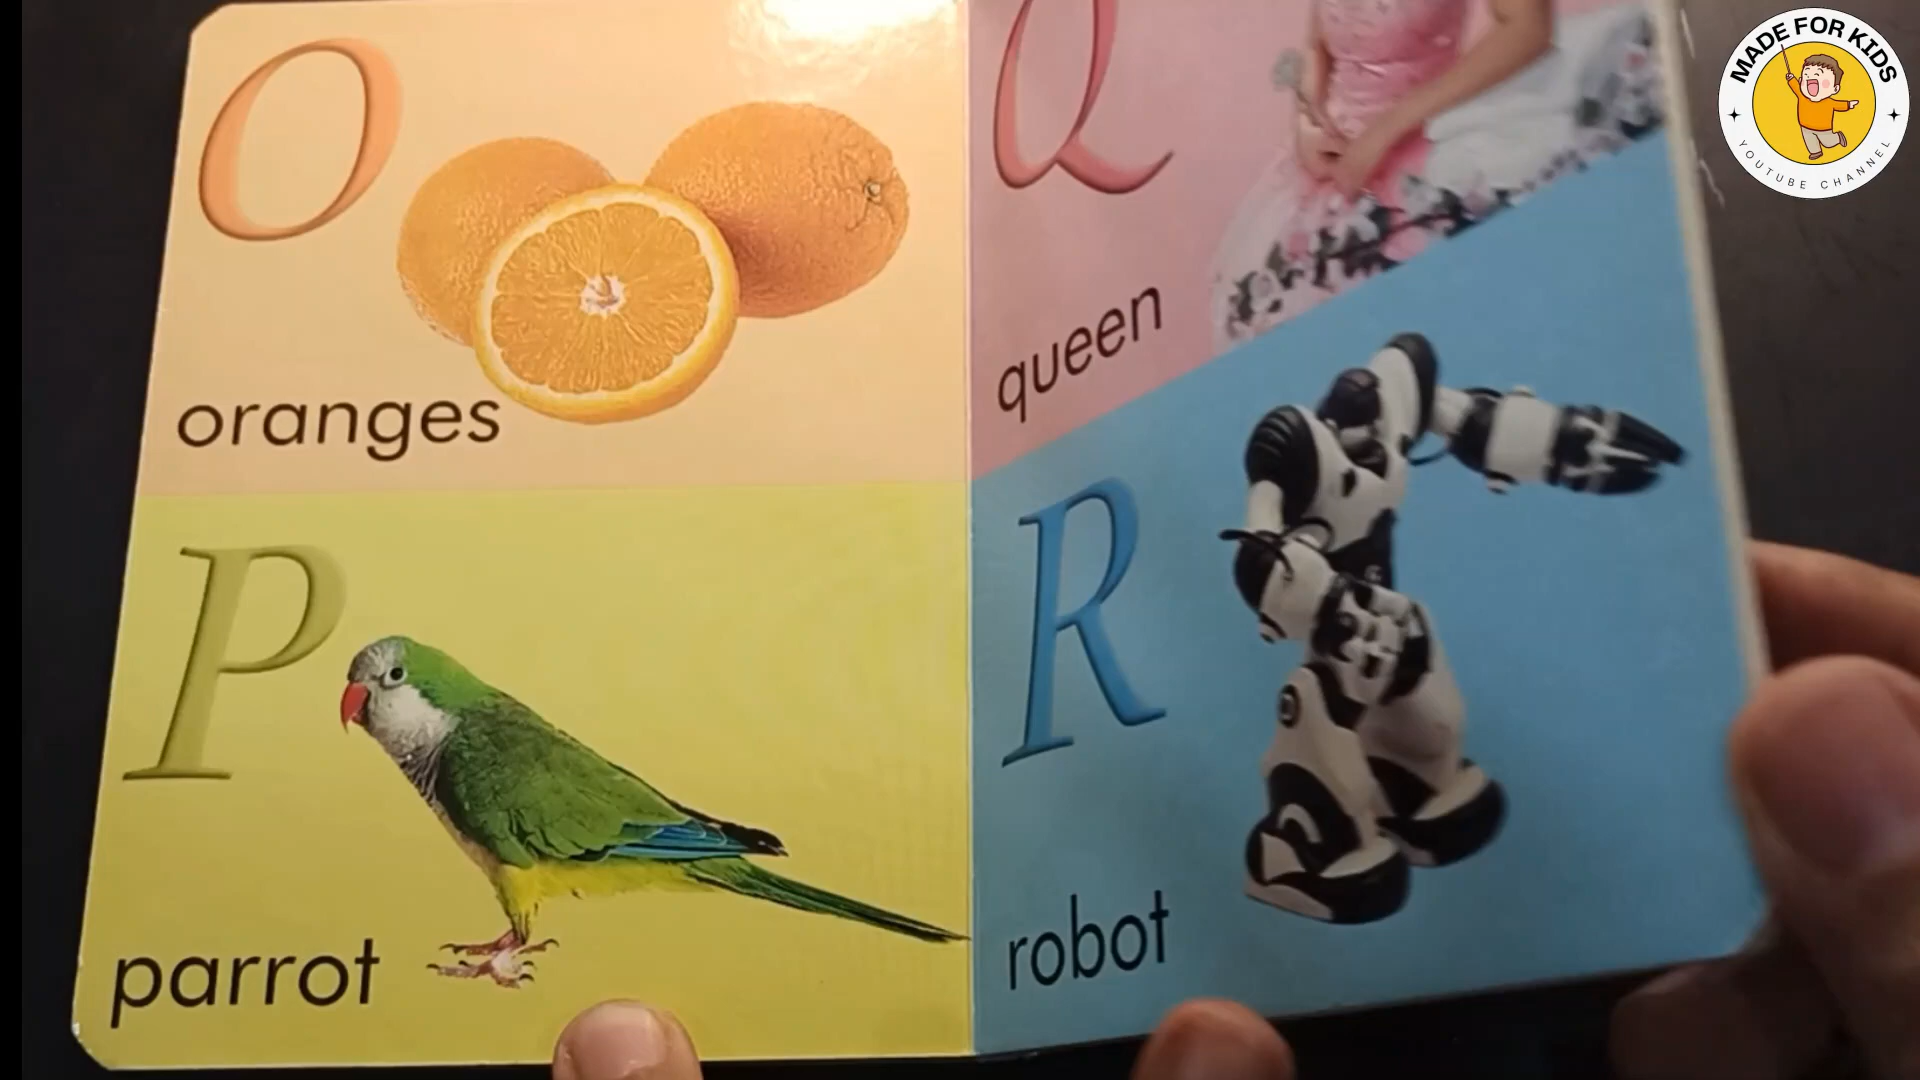 O
oranges
P
parrot
Q
queen
R
robot
MADE FOR KIDS
YOUTUBE CHANNEL